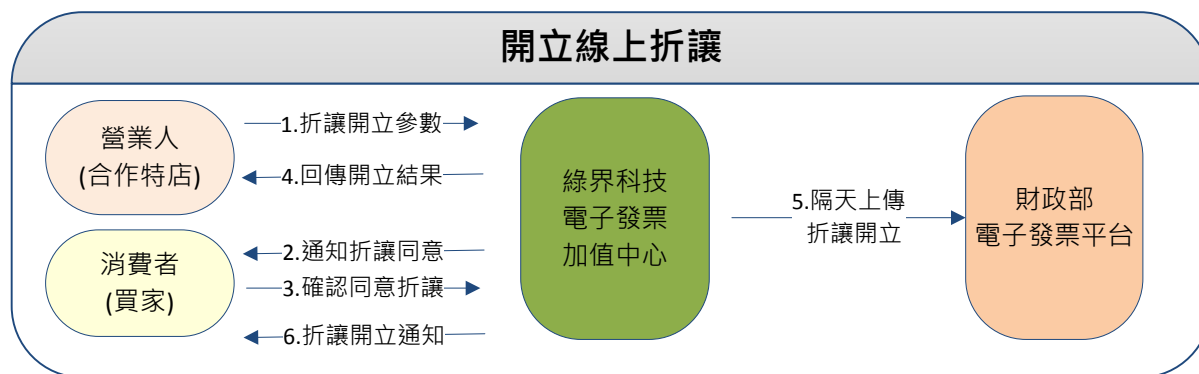 開立線上折讓
營業人
(合作特店)
1.折讓開立參數
4.回傳開立結果
消費者
(買家)
2.通知折讓同意
3.確認同意折讓
6.折讓開立通知
綠界科技
電子發票
加值中心
5.隔天上傳
折讓開立
財政部
電子發票平台